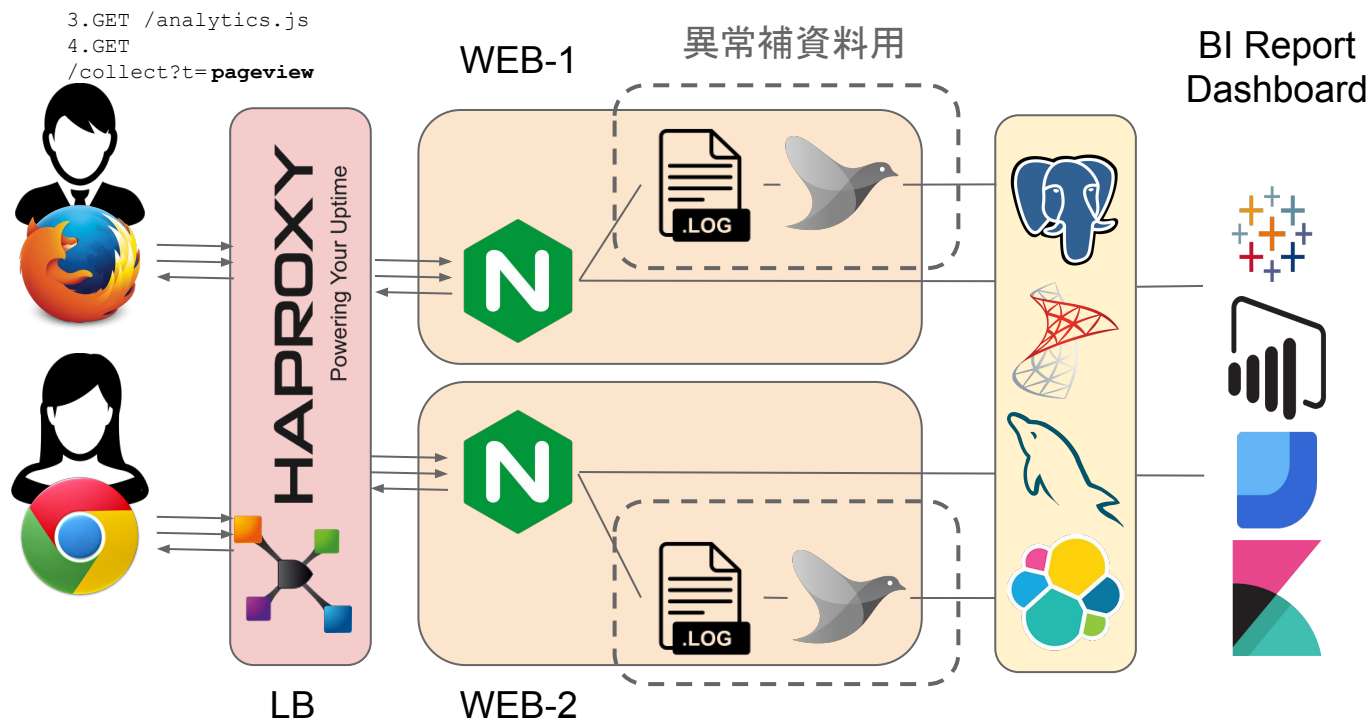 3.GET /analytics.js
4.GET
/collect?t=pageview
WEB-1
異常補資料用
BI Report
Dashboard
HAPROXY
Powering Your Uptime
N
.LOG
N
.LOG
LB
WEB-2